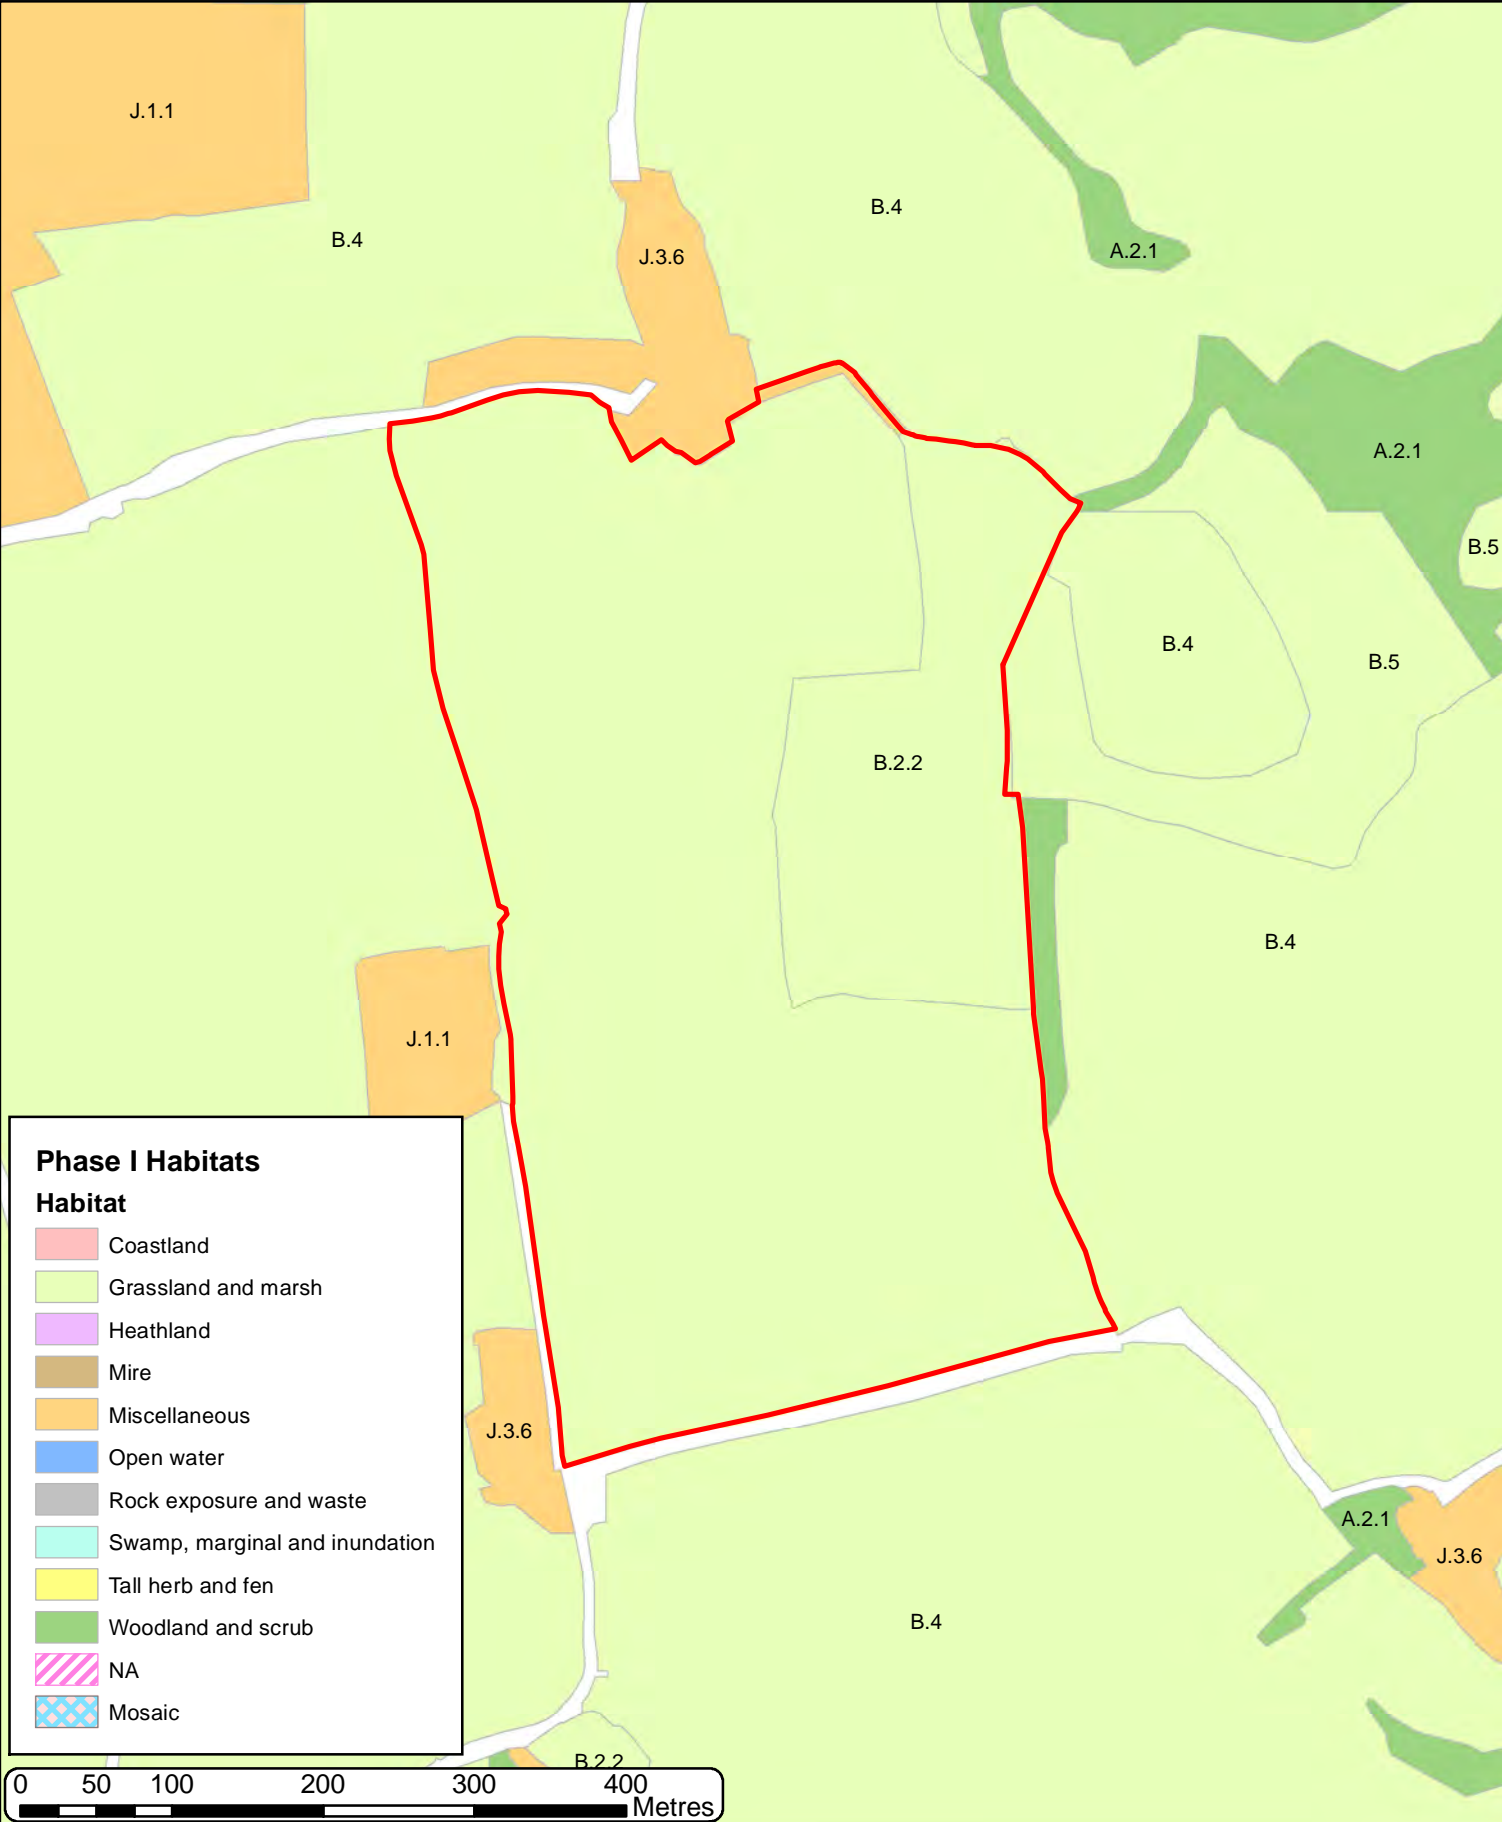 J.1.1
B.4
B.4
A.2.1
J.3.6
A.2.1
B.5
B.4
B.5
B.2.2
B.4
J.1.1
J.3.6
A.2.1
J.3.6
B.4
B.2.2
Phase I Habitats
Habitat
Coastland
Grassland and marsh
Heathland
Mire
Miscellaneous
Open water
Rock exposure and waste
Swamp, marginal and inundation
Tall herb and fen
Woodland and scrub
NA
Mosaic
0 50 100 200 300 400
Metres